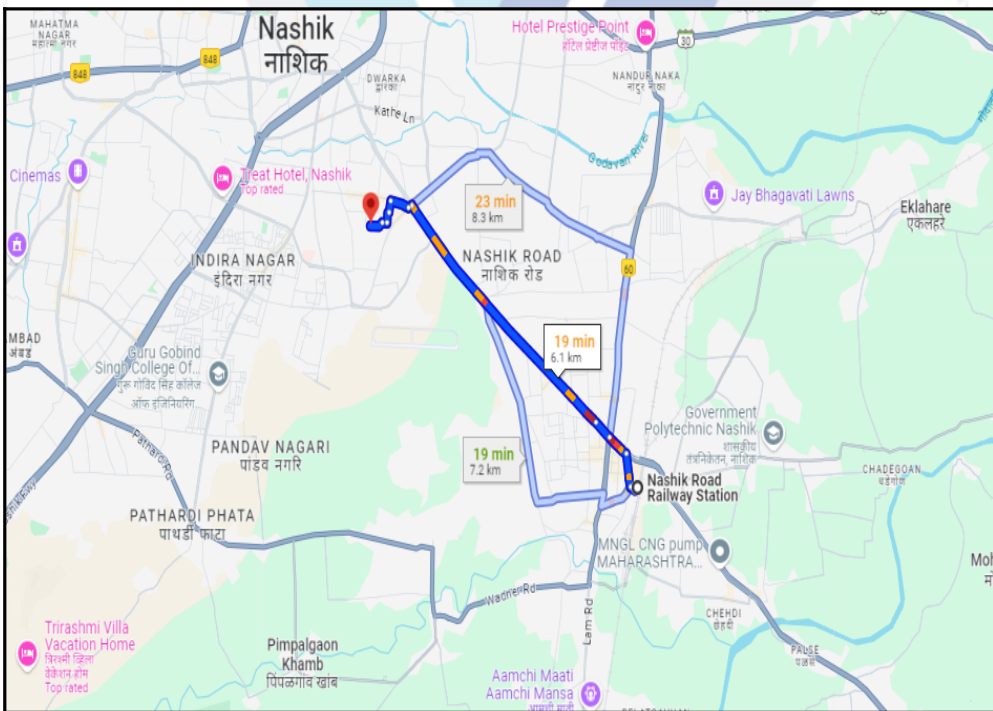 MAHATMA
NAGAR
महात्मा नगर
848
848
Nashik
नाशिक
DWARKA
द्वारका
Kathe Ln
Hotel Prestige Point
हॉटेल प्रेस्टीज पॉइंट
30
NANDUR NAKA
नांदुर नाका
Godavari River
Cinemas
Treat Hotel, Nashik
Top rated
23 min
8.3 km
Jay Bhagavati Lawns
Eklahare
एकलहरे
INDIRA NAGAR
इंदिरा नगर
NASHIK ROAD
नाशिक रोड
60
AMBAD
अंबड
Guru Gobind
Singh College Of...
गुरू गोविंद सिंह कॉलेज
ऑफ इंजिनियरिंग
19 min
6.1 km
Government
Polytechnic Nashik
शासकीय
तंत्रनिकेतन, नाशिक
Pathardi Rd
PANDAV NAGARI
पांडव नगरि
19 min
7.2 km
Nashik Road
Railway Station
CHADEGOAN
PATHARDI PHATA
पाथर्डी फाटा
MNGL CNG pump
MAHARASHTRA...
Wadner Rd
Lam Rd
CHEHDI
छेहदी
PALSE
पळसे
Trirashmi Villa
Vacation Home
त्रिरश्मी व्हिला
वेकेशन होम
Top rated
Pimpalgaon
Khamb
पिंपळगाव खांब
Aamchi Maati
Aamchi Mansa
आमची माती